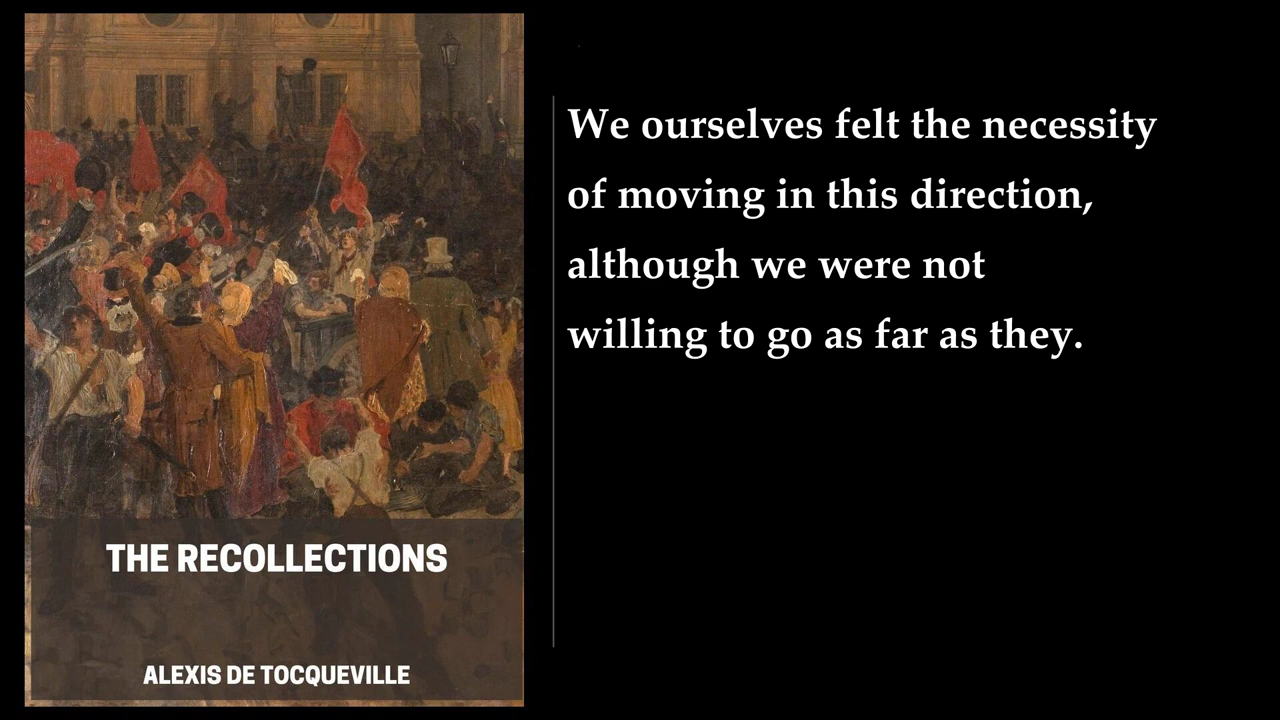 We ourselves felt the necessity
of moving in this direction,
although we were not
willing to go as far as they.
THE RECOLLECTIONS
ALEXIS DE TOCQUEVILLE